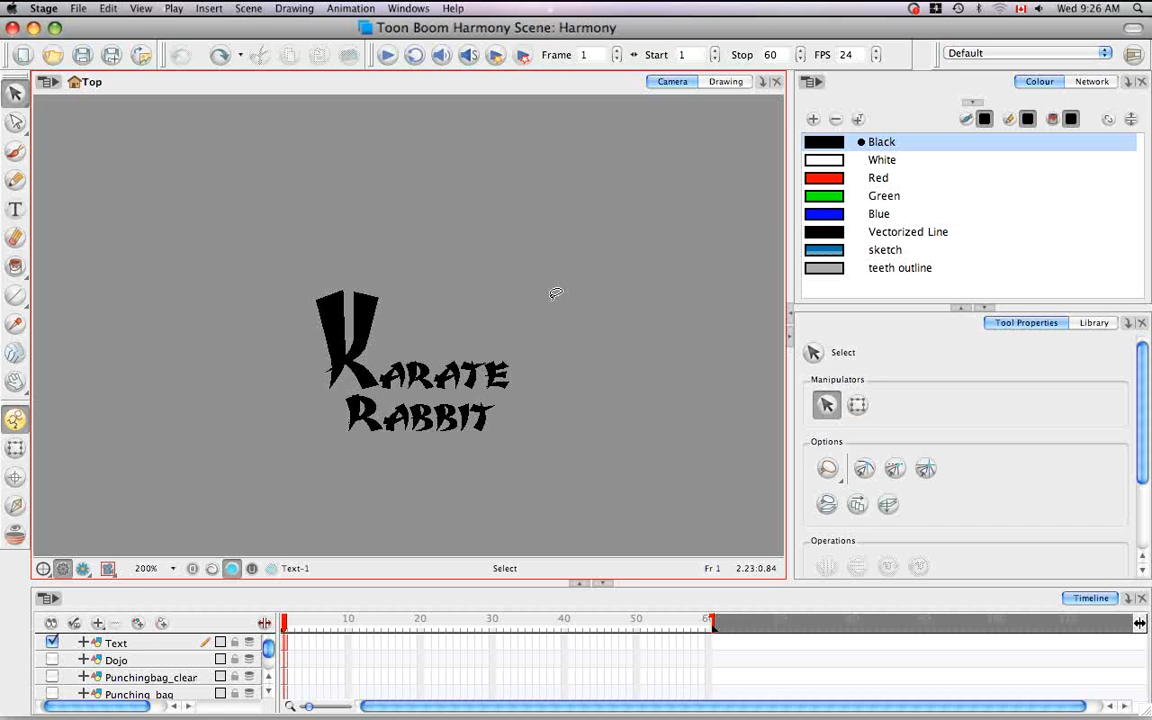 Stage File Edit View Play Insert Scene Drawing Animation Windows Help Wed 9:26 AM
Toon Boom Harmony Scene: Harmony
Frame 1 Start 1 Stop 60 FPS 24 Default
Top Camera Drawing Colour Network
Black
White
Red
Green
Blue
Vectorized Line
sketch
teeth outline
Tool Properties Library
Select
Manipulators
Options
Operations
KARATE
RABBIT
200% Text-1 Select Fr 1 2.23:0.84
Timeline
10 20 30 40 50
Text
Dojo
Punchingbag_clear
Punching_bag